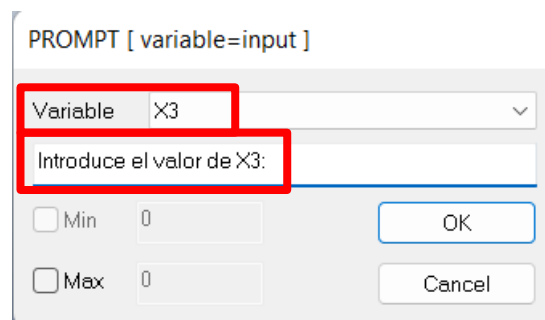 PROMPT [ variable=input ]
Variable X3
Introduce el valor de X3:
Min 0
OK
Max 0
Cancel